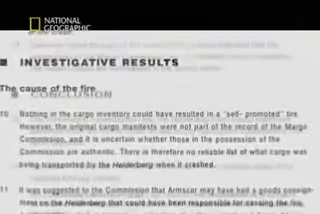 NATIONAL
GEOGRAPHIC
INVESTIGATIVE RESULTS
The cause of the fire
CONCLUSION
10 Nothing in the cargo inventory could have resulted in a "self- promoted" fire
However, the original cargo manifests were not part of the record of the Margo
Commission, and it is uncertain whether those in the possession of the
Commission are authentic. There is therefore no reliable list of what cargo was
being transported by the Helderberg when it crashed.
11 It was suggested to the Commission that Armscor may have had a goods consign-
ment on the Helderberg that could have been responsible for causing the fire,